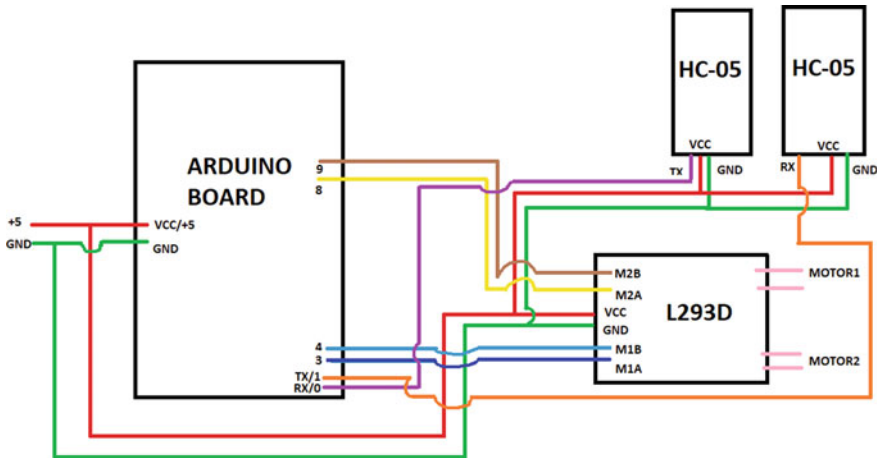 HC-05
HC-05
VCC
TX
GND
VCC
RX
GND
ARDUINO
BOARD
9
8
+5
VCC/+5
GND
GND
M2B
M2A
VCC
GND
M1B
M1A
L293D
MOTOR1
MOTOR2
4
3
TX/1
RX/0